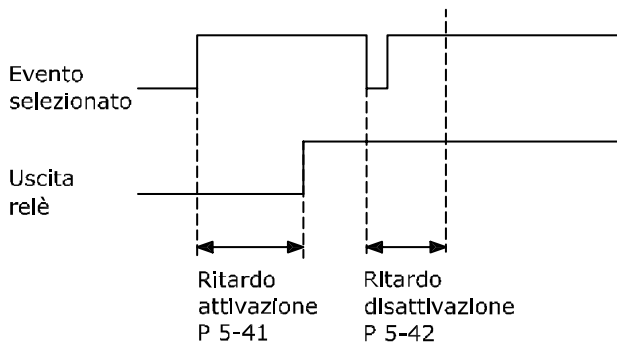 Evento
selezionato
Uscita
relè
Ritardo
attivazione
P 5-41
Ritardo
disattivazione
P 5-42